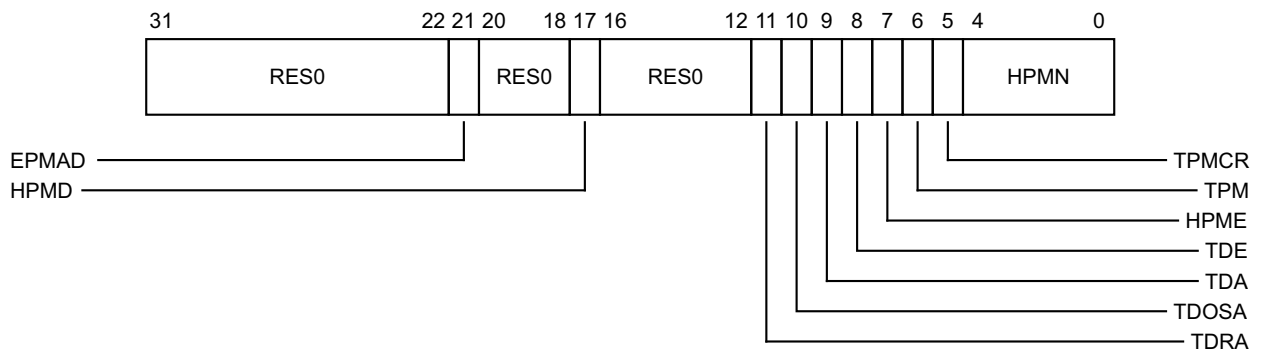 31 22 21 20 18 17 16 12 11 10 9 8 7 6 5 4 0
RES0 RES0 RES0 HPMN
EPMAD TPMCR
HPMD TPM
HPME
TDE
TDA
TDOSA
TDRA